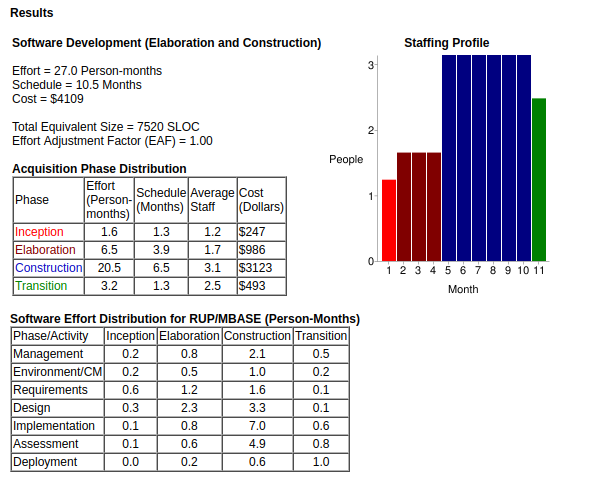 Results
Software Development (Elaboration and Construction)
Effort = 27.0 Person-months
Schedule = 10.5 Months
Cost = $4109
Total Equivalent Size = 7520 SLOC
Effort Adjustment Factor (EAF) = 1.00
Acquisition Phase Distribution
Phase Effort (Person-months) Schedule (Months) Average Staff Cost (Dollars)
Inception 1.6 1.3 1.2 $247
Elaboration 6.5 3.9 1.7 $986
Construction 20.5 6.5 3.1 $3123
Transition 3.2 1.3 2.5 $493
Staffing Profile
3
2
People
1
0
1 2 3 4 5 6 7 8 9 10 11
Month
Software Effort Distribution for RUP/MBASE (Person-Months)
Phase/Activity Inception Elaboration Construction Transition
Management 0.2 0.8 2.1 0.5
Environment/CM 0.2 0.5 1.0 0.2
Requirements 0.6 1.2 1.6 0.1
Design 0.3 2.3 3.3 0.1
Implementation 0.1 0.8 7.0 0.6
Assessment 0.1 0.6 4.9 0.8
Deployment 0.0 0.2 0.6 1.0